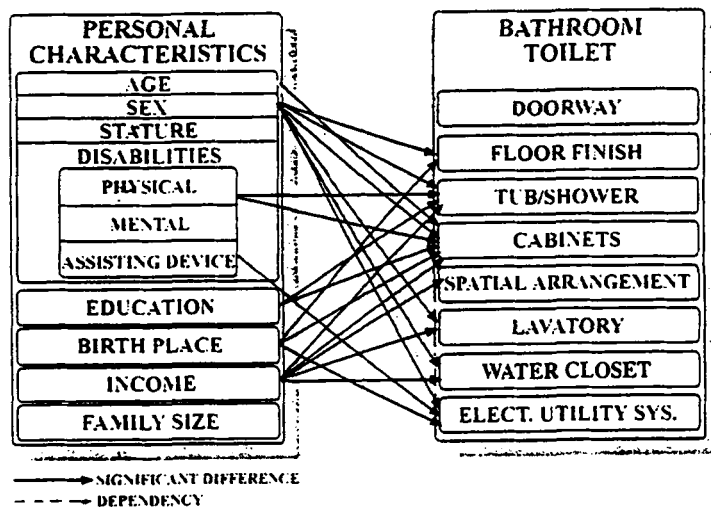 PERSONAL
CHARACTERISTICS
AGE
SEX
STATURE
DISABILITIES
PHYSICAL
MENTAL
ASSISTING DEVICE
EDUCATION
BIRTH PLACE
INCOME
FAMILY SIZE
BATHROOM
TOILET
DOORWAY
FLOOR FINISH
TUB/SHOWER
CABINETS
SPATIAL ARRANGEMENT
LAVATORY
WATER CLOSET
ELECT. UTILITY SYS.
SIGNIFICANT DIFFERENCE
DEPENDENCY